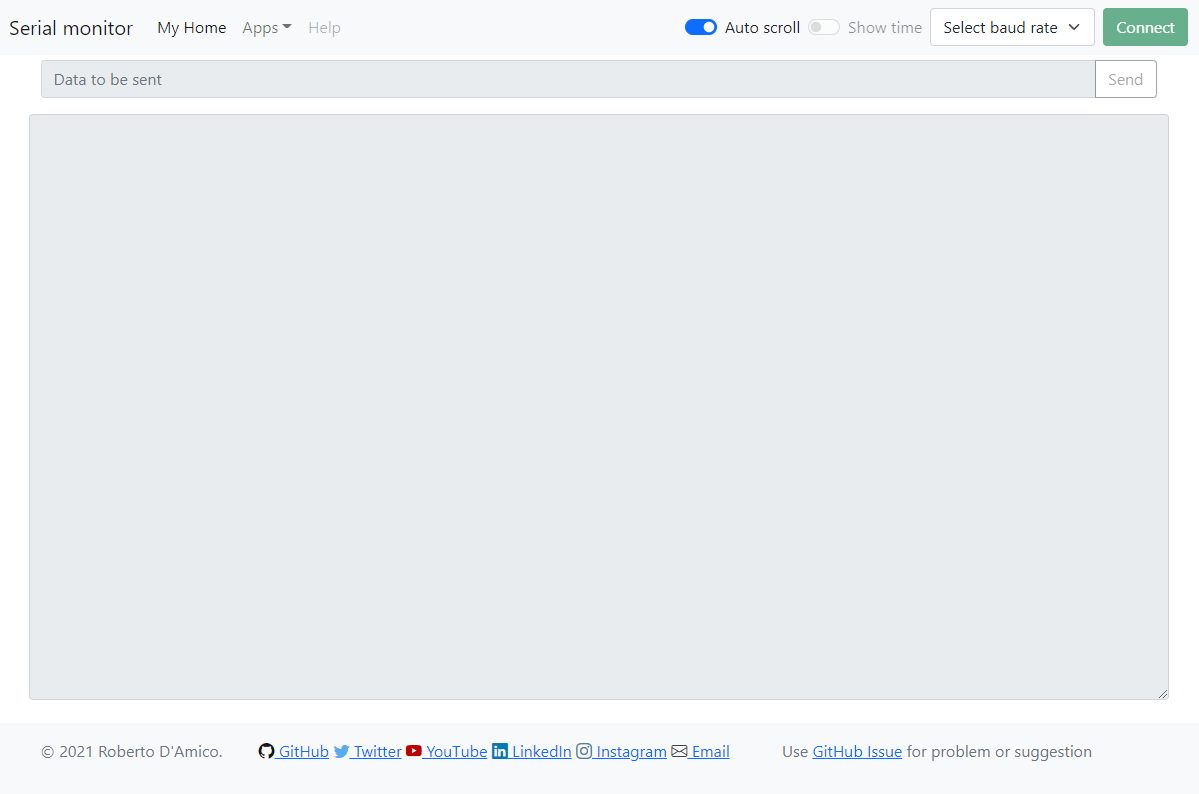 Serial monitor My Home Apps Help Auto scroll Show time Select baud rate Connect
Data to be sent Send
© 2021 Roberto D'Amico. GitHub Twitter YouTube LinkedIn Instagram Email Use GitHub Issue for problem or suggestion